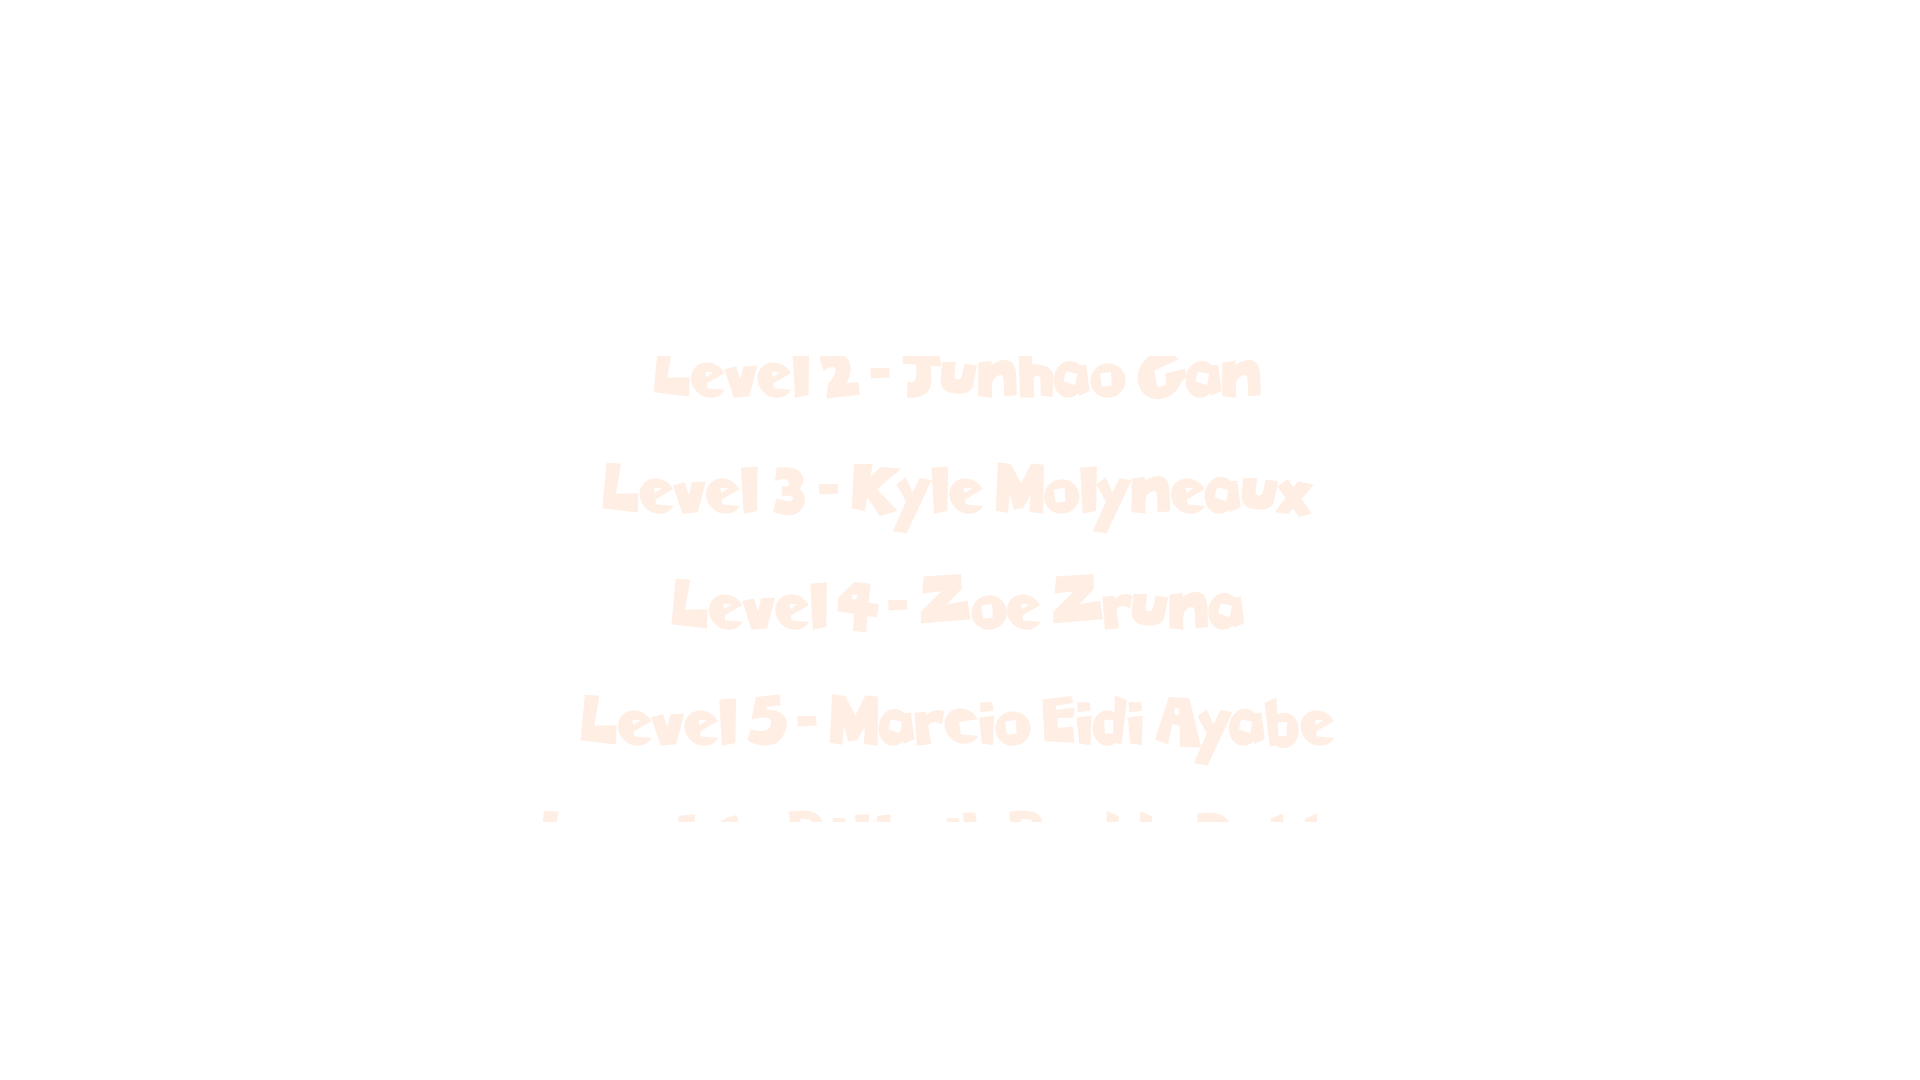 Level 2 - Junhao Gan
Level 3 - Kyle Molyneaux
Level 4 - Zoe Zruna
Level 5 - Marcio Eidi Ayabe